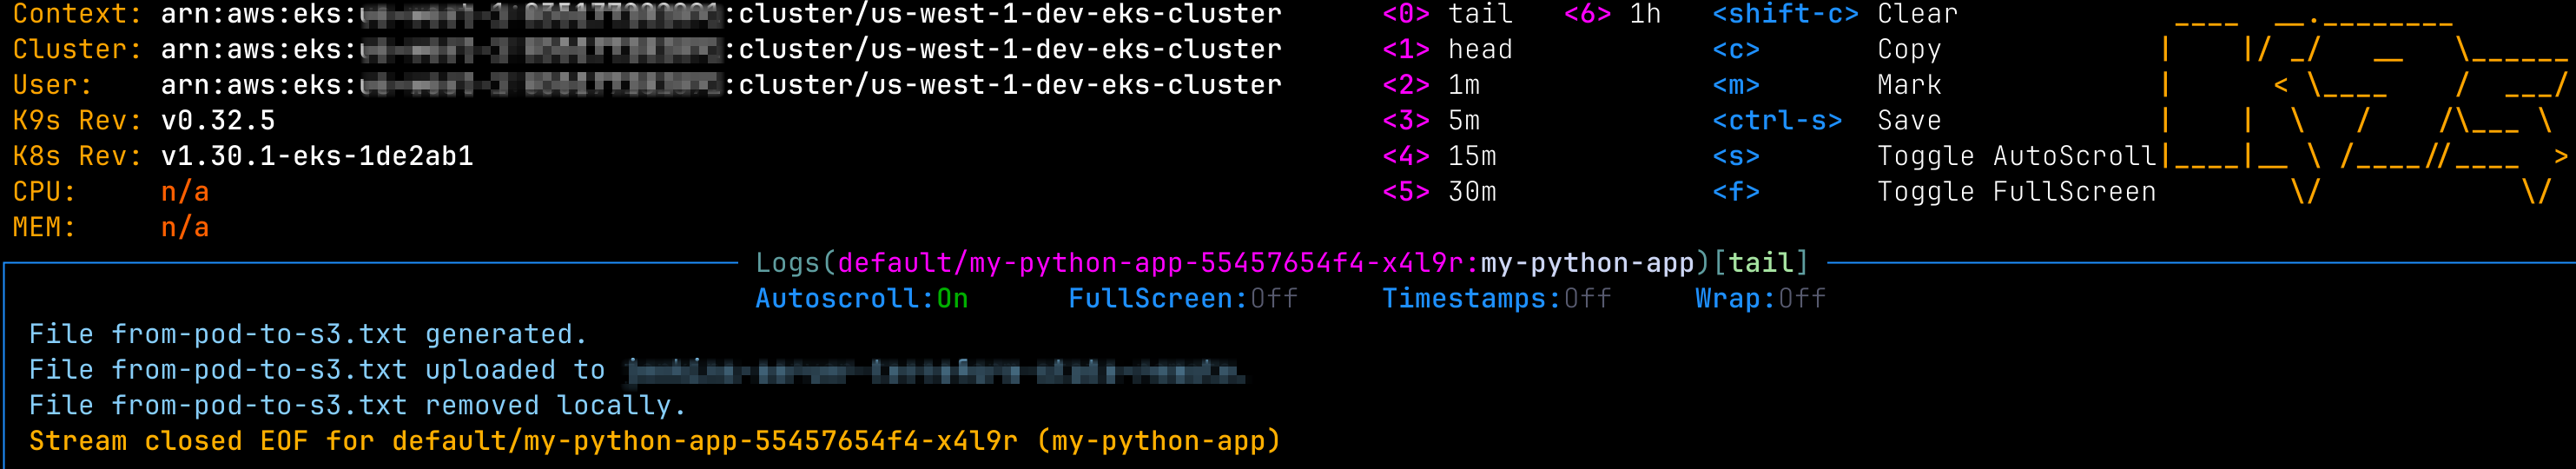 Context: arn:aws:eks: :cluster/us-west-1-dev-eks-cluster <0> tail <6> 1h <shift-c> Clear
Cluster: arn:aws:eks: :cluster/us-west-1-dev-eks-cluster <1> head <c> Copy
User: arn:aws:eks: :cluster/us-west-1-dev-eks-cluster <2> 1m <m> Mark
K9s Rev: v0.32.5 <3> 5m <ctrl-s> Save
K8s Rev: v1.30.1-eks-1de2ab1 <4> 15m <s> Toggle AutoScroll
CPU: n/a <5> 30m <f> Toggle FullScreen
MEM: n/a
Logs(default/my-python-app-55457654f4-x4l9r:my-python-app)[tail]
Autoscroll:On FullScreen:Off Timestamps:Off Wrap:Off
File from-pod-to-s3.txt generated.
File from-pod-to-s3.txt uploaded to
File from-pod-to-s3.txt removed locally.
Stream closed EOF for default/my-python-app-55457654f4-x4l9r (my-python-app)